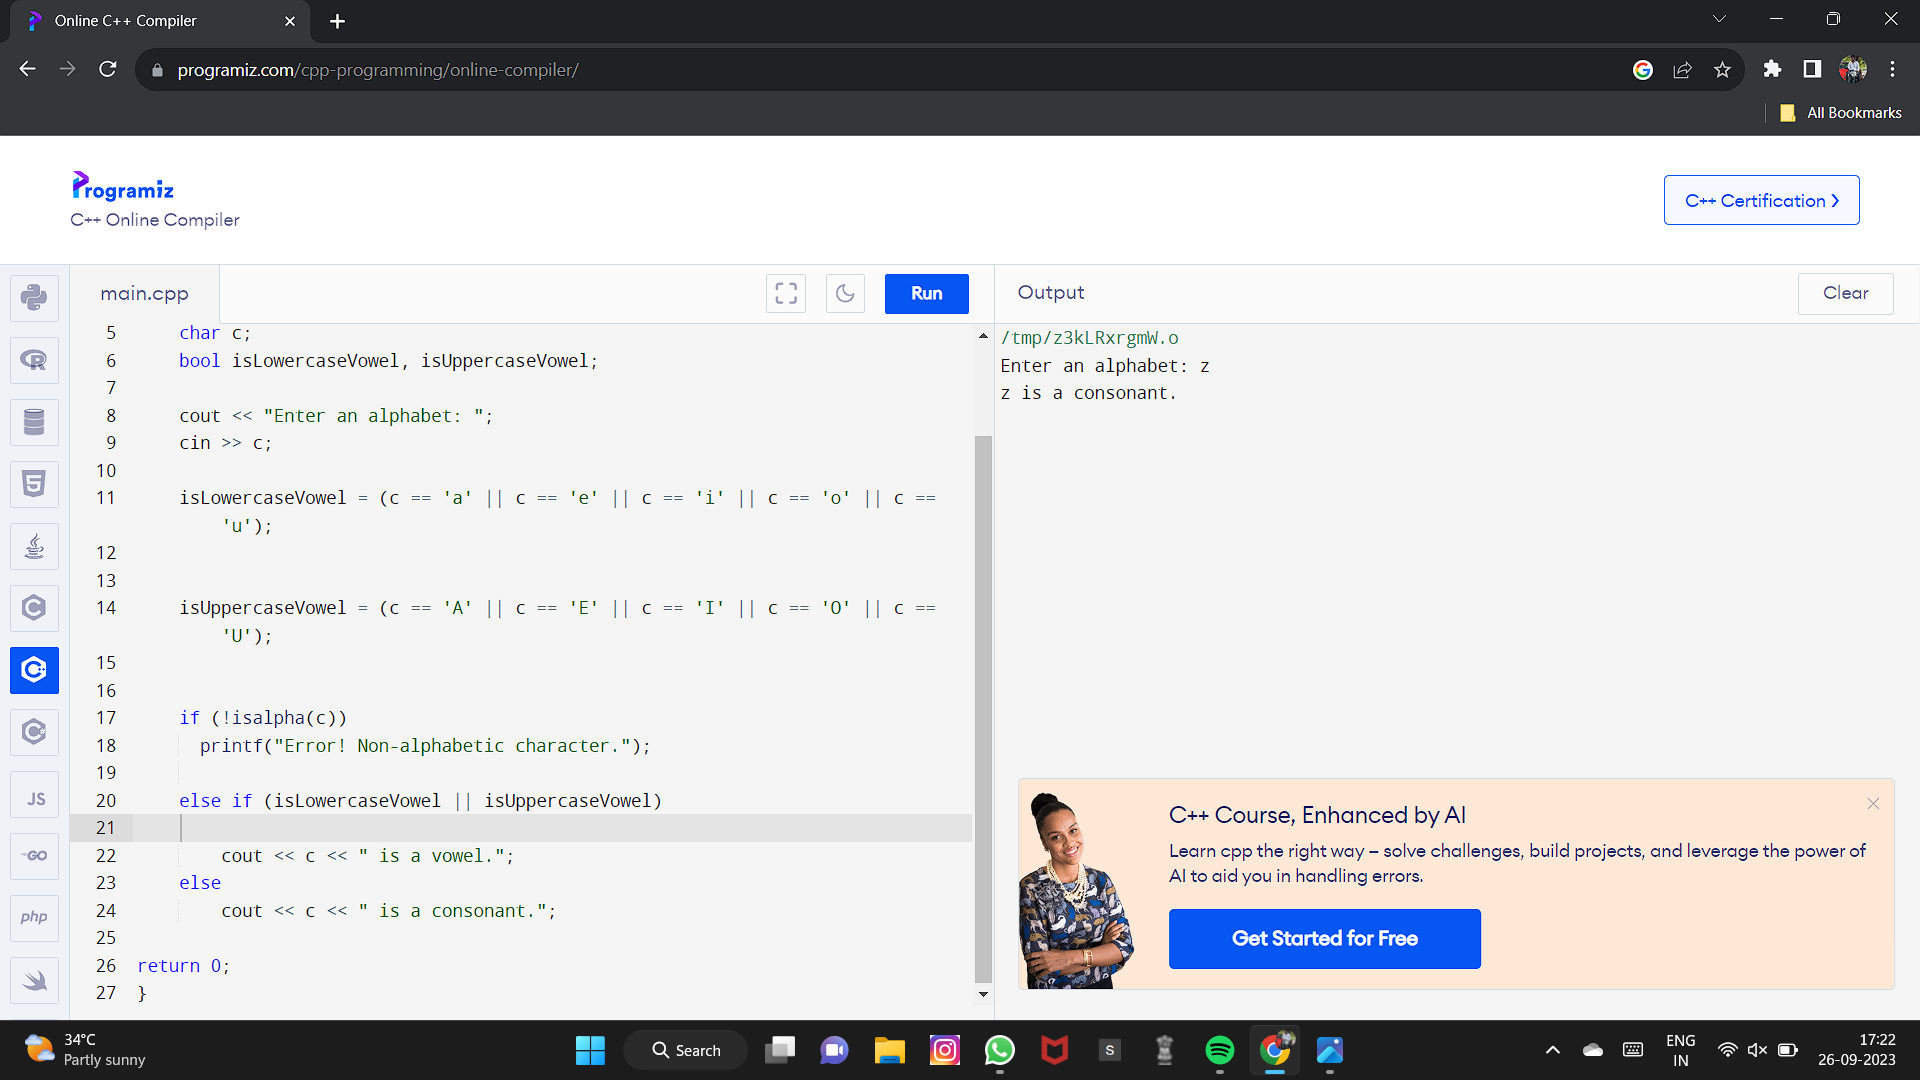 Online C++ Compiler
programiz.com/cpp-programming/online-compiler/
All Bookmarks
Programiz
C++ Online Compiler
C++ Certification ❯
main.cpp
Run
Output
Clear
5 char c;
6 bool isLowercaseVowel, isUppercaseVowel;
7
8 cout << "Enter an alphabet: ";
9 cin >> c;
10
11 isLowercaseVowel = (c == 'a' || c == 'e' || c == 'i' || c == 'o' || c ==
'u');
12
13
14 isUppercaseVowel = (c == 'A' || c == 'E' || c == 'I' || c == 'O' || c ==
'U');
15
16
17 if (!isalpha(c))
18 printf("Error! Non-alphabetic character.");
19
20 else if (isLowercaseVowel || isUppercaseVowel)
21
22 cout << c << " is a vowel.";
23 else
24 cout << c << " is a consonant.";
25
26 return 0;
27 }
JS
GO
php
/tmp/z3kLRxrgmW.o
Enter an alphabet: z
z is a consonant.
C++ Course, Enhanced by AI
Learn cpp the right way – solve challenges, build projects, and leverage the power of
AI to aid you in handling errors.
Get Started for Free
34°C
Partly sunny
Search
S
ENG
IN
17:22
26-09-2023